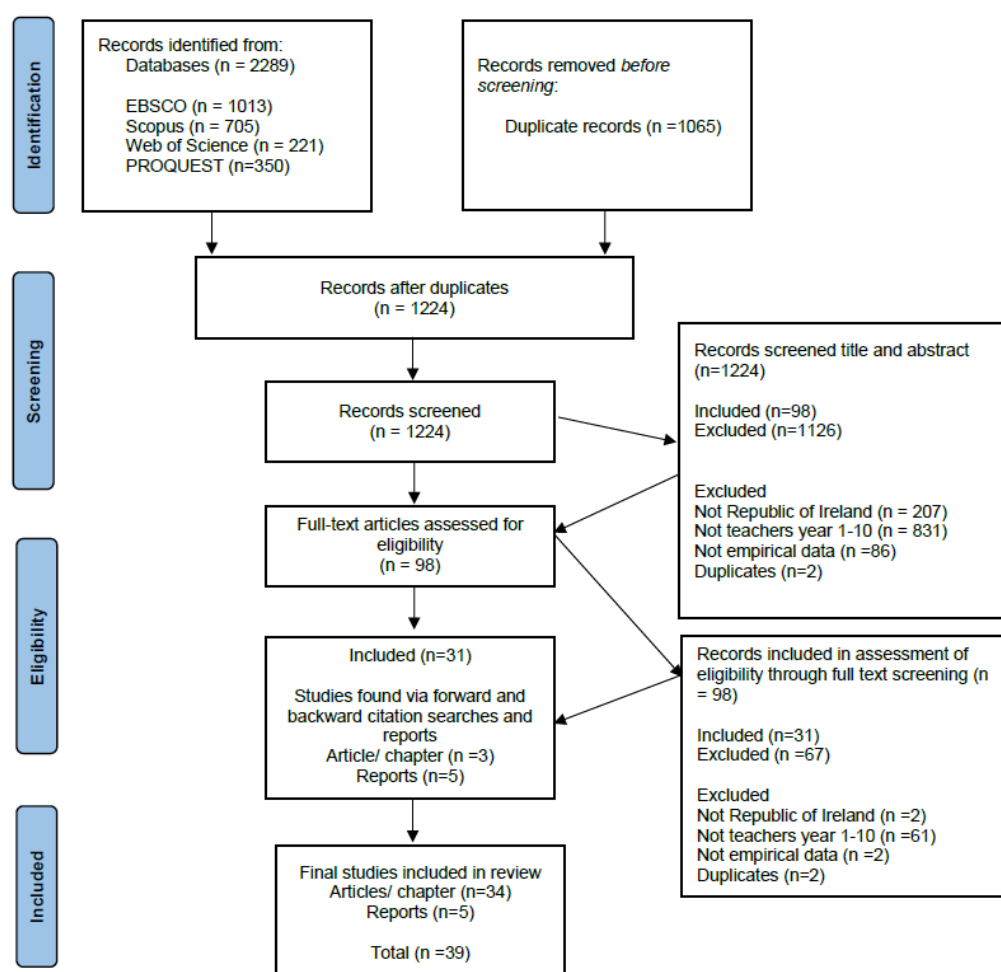 Identification
Records identified from:
Databases (n = 2289)
EBSCO (n = 1013)
Scopus (n = 705)
Web of Science (n = 221)
PROQUEST (n=350)
Records removed before
screening:
Duplicate records (n =1065)
Screening
Records after duplicates
(n = 1224)
Records screened
(n = 1224)
Records screened title and abstract
(n=1224)
Included (n=98)
Excluded (n=1126)
Excluded
Not Republic of Ireland (n = 207)
Not teachers year 1-10 (n = 831)
Not empirical data (n =86)
Duplicates (n=2)
Eligibility
Full-text articles assessed for
eligibility
(n = 98)
Included (n=31)
Studies found via forward and
backward citation searches and
reports
Article/ chapter (n =3)
Reports (n=5)
Records included in assessment of
eligibility through full text screening (n
= 98)
Included (n=31)
Excluded (n =67)
Excluded
Not Republic of Ireland (n =2)
Not teachers year 1-10 (n =61)
Not empirical data (n =2)
Duplicates (n=2)
Included
Final studies included in review
Articles/ chapter (n=34)
Reports (n=5)
Total (n =39)